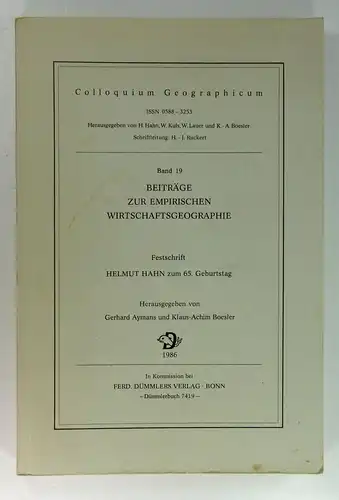 Colloquium Geographicum
ISSN 0588 - 3253
Herausgegeben von H. Hahn, W. Kuls, W. Lauer und K. - A. Boesler
Schriftleitung: H. - J. Ruckert
Band 19
BEITRÄGE
ZUR EMPIRISCHEN
WIRTSCHAFTSGEOGRAPHIE
Festschrift
HELMUT HAHN zum 65. Geburtstag
Herausgegeben von
Gerhard Aymans und Klaus-Achim Boesler
1986
In Kommission bei
FERD. DÜMMLERS VERLAG · BONN
– Dümmlerbuch 7419 –